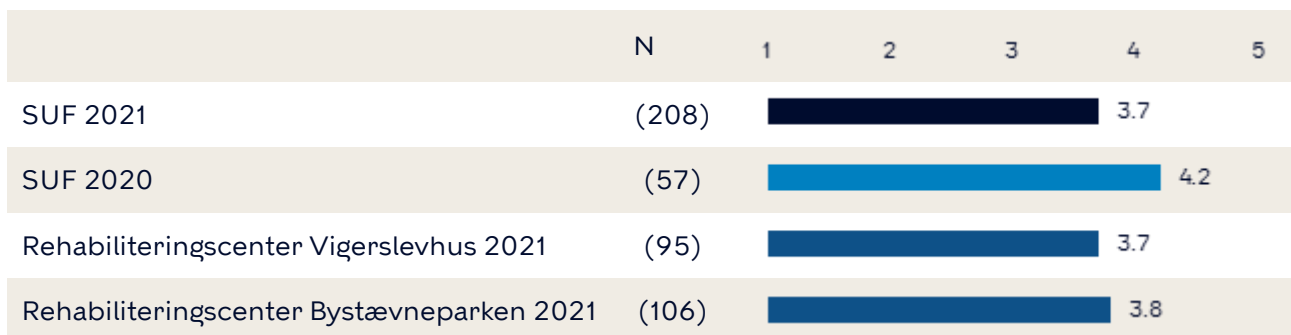 N 1 2 3 4 5
SUF 2021 (208) 3.7
SUF 2020 (57) 4.2
Rehabiliteringscenter Vigerslevhus 2021 (95) 3.7
Rehabiliteringscenter Bystævneparken 2021 (106) 3.8